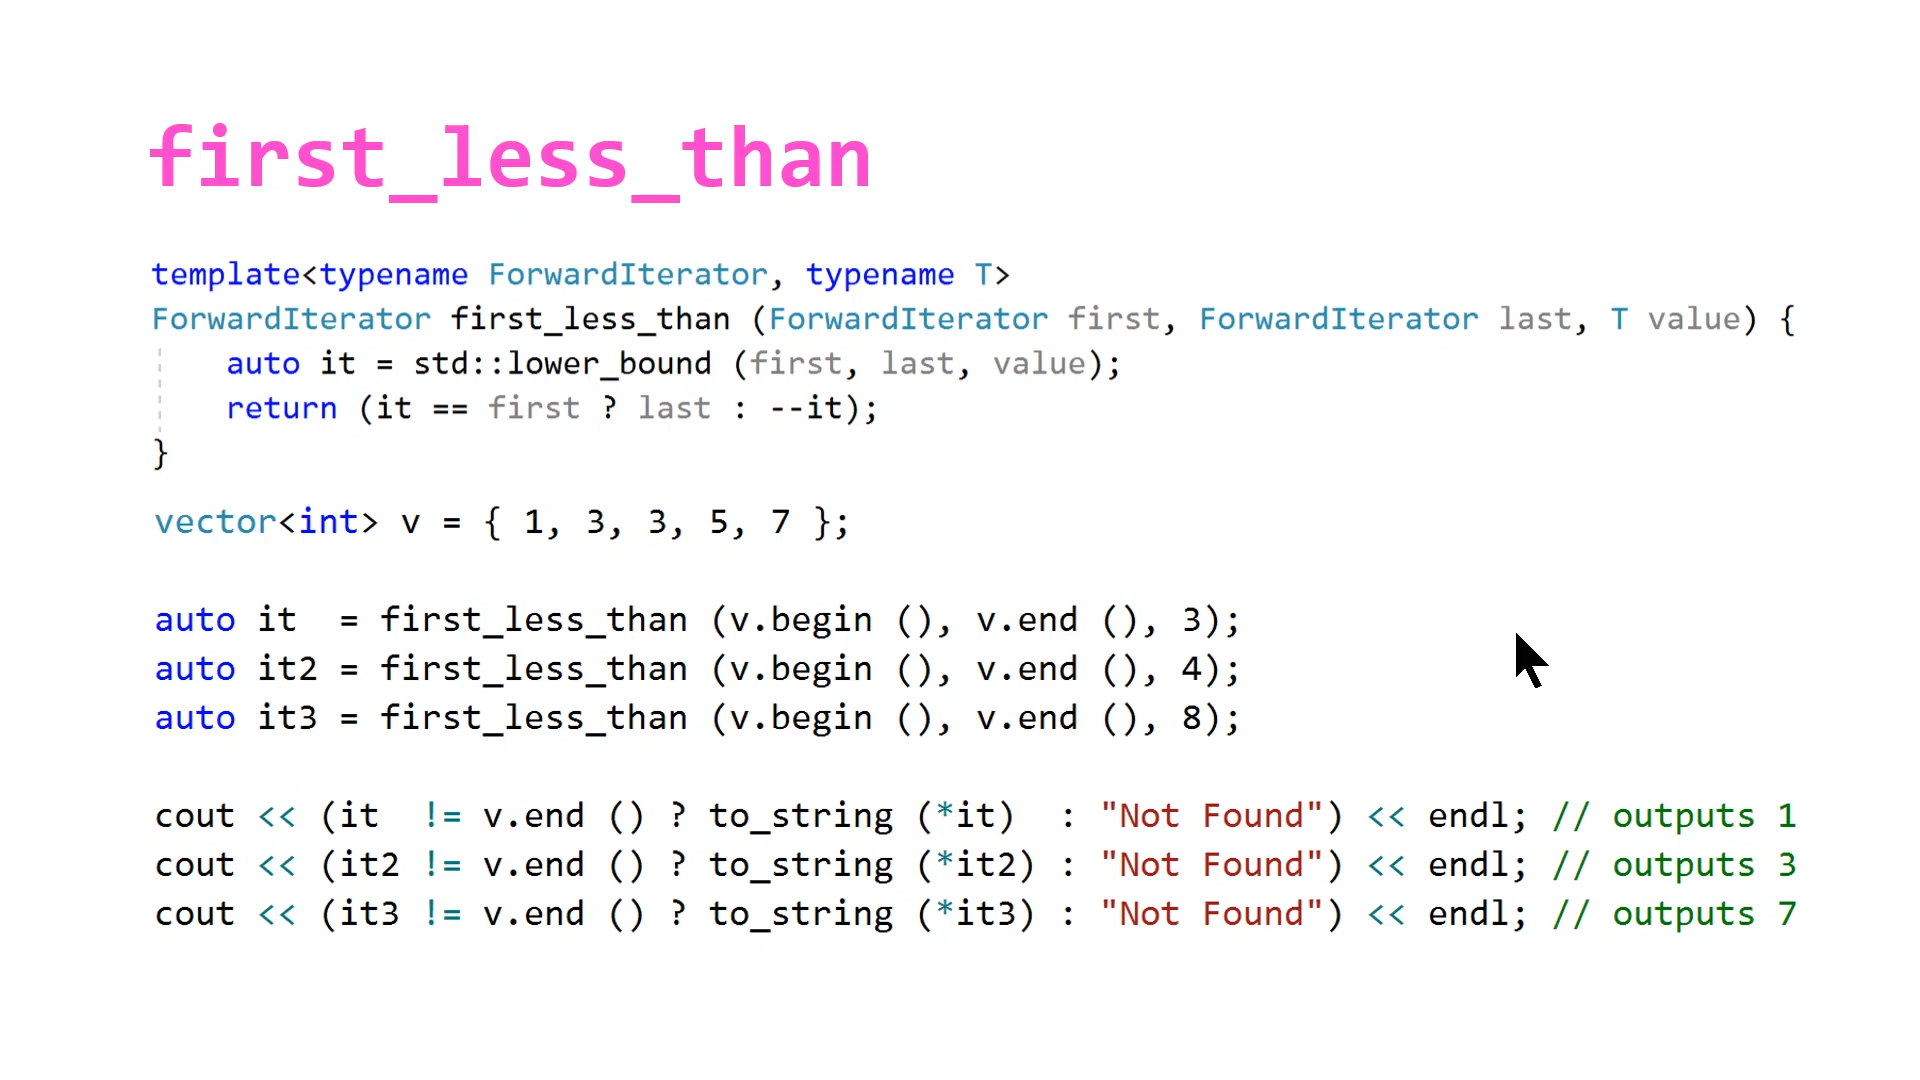 first_less_than
template<typename ForwardIterator, typename T>
ForwardIterator first_less_than (ForwardIterator first, ForwardIterator last, T value) {
    auto it = std::lower_bound (first, last, value);
    return (it == first ? last : --it);
}
vector<int> v = { 1, 3, 3, 5, 7 };
auto it  = first_less_than (v.begin (), v.end (), 3);
auto it2 = first_less_than (v.begin (), v.end (), 4);
auto it3 = first_less_than (v.begin (), v.end (), 8);
cout << (it  != v.end () ? to_string (*it)  : "Not Found") << endl; // outputs 1
cout << (it2 != v.end () ? to_string (*it2) : "Not Found") << endl; // outputs 3
cout << (it3 != v.end () ? to_string (*it3) : "Not Found") << endl; // outputs 7